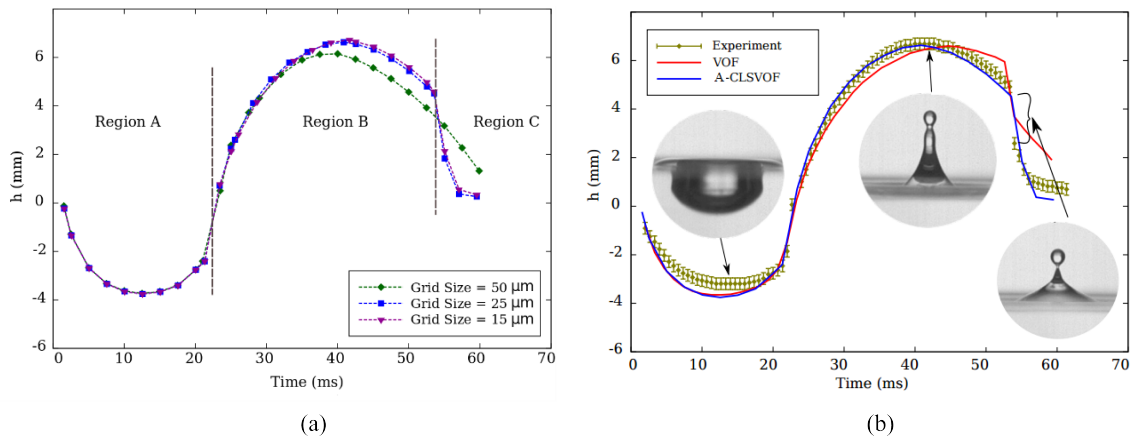 6
4
2
0
-2
-4
-6
h (mm)
Region A
Region B
Region C
Grid Size = 50 μm
Grid Size = 25 μm
Grid Size = 15 μm
0 10 20 30 40 50 60 70
Time (ms)
(a)
6
4
2
0
-2
-4
-6
h (mm)
Experiment
VOF
A-CLSVOF
0 10 20 30 40 50 60 70
Time (ms)
(b)